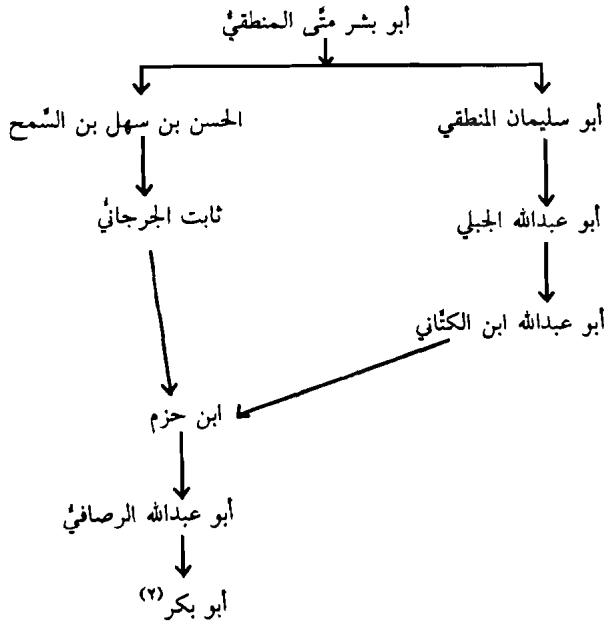 أبو بشر متَّى المنطقيُّ
أبو سليمان المنطقي
الحسن بن سهل بن السَّمح
أبو عبدالله الجبلي
ثابت الجرجانيُّ
أبو عبدالله ابن الكتَّاني
ابن حزم
أبو عبدالله الرصافيُّ
أبو بكر(٢)